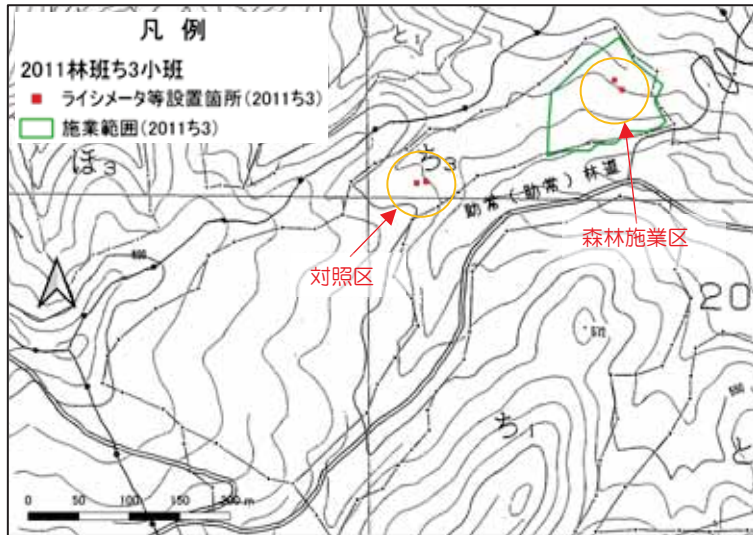 凡 例
2011林班ち3小班
ライシメータ等設置箇所(2011ち3)
施業範囲(2011ち3)
と1
ほ3
ち3
助常(助常)林道
森林施業区
対照区
20
572
ち1
と
0 50 100 150 200 m